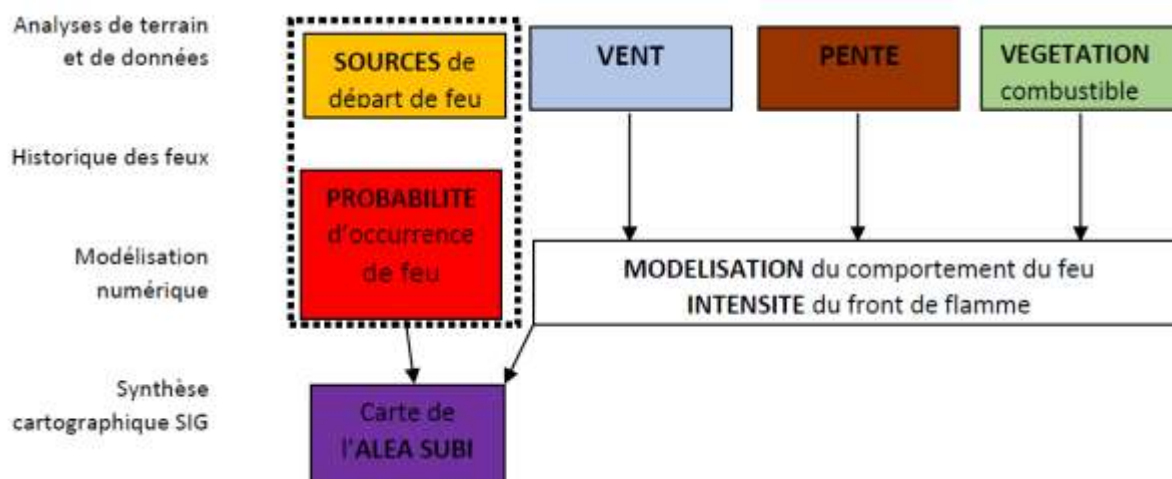 Analyses de terrain
et de données
SOURCES de
départ de feu
VENT
PENTE
VEGETATION
combustible
Historique des feux
PROBABILITE
d'occurrence
de feu
Modélisation
numérique
MODELISATION du comportement du feu
INTENSITE du front de flamme
Synthèse
cartographique SIG
Carte de
l'ALEA SUBI